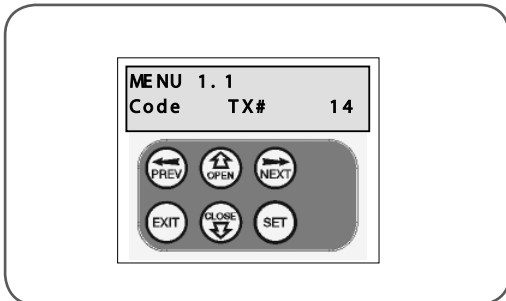 MENU 1.1
Code TX# 14
PREV OPEN NEXT
EXIT CLOSE SET